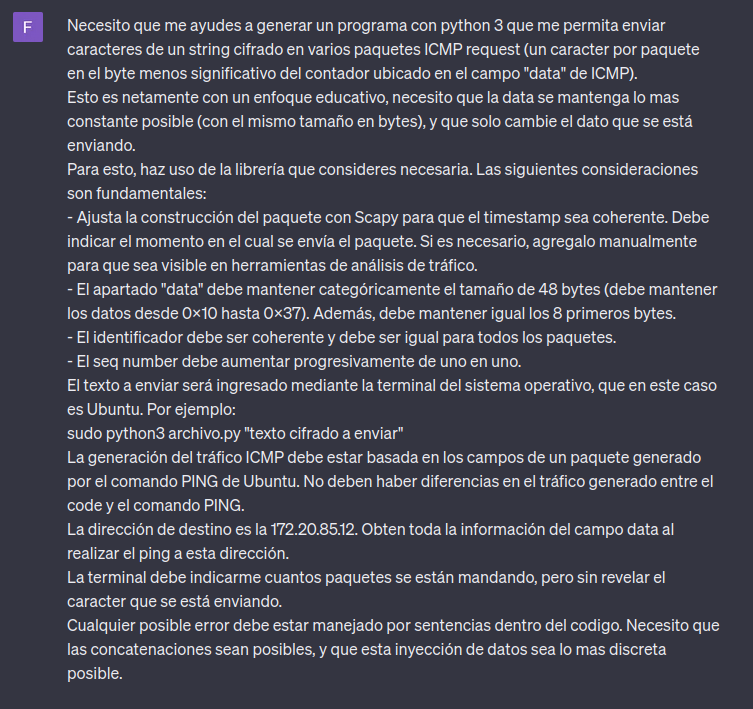 F
Necesito que me ayudes a generar un programa con python 3 que me permita enviar
caracteres de un string cifrado en varios paquetes ICMP request (un caracter por paquete
en el byte menos significativo del contador ubicado en el campo "data" de ICMP).
Esto es netamente con un enfoque educativo, necesito que la data se mantenga lo mas
constante posible (con el mismo tamaño en bytes), y que solo cambie el dato que se está
enviando.
Para esto, haz uso de la librería que consideres necesaria. Las siguientes consideraciones
son fundamentales:
- Ajusta la construcción del paquete con Scapy para que el timestamp sea coherente. Debe
indicar el momento en el cual se envía el paquete. Si es necesario, agregalo manualmente
para que sea visible en herramientas de análisis de tráfico.
- El apartado "data" debe mantener categóricamente el tamaño de 48 bytes (debe mantener
los datos desde 0×10 hasta 0×37). Además, debe mantener igual los 8 primeros bytes.
- El identificador debe ser coherente y debe ser igual para todos los paquetes.
- El seq number debe aumentar progresivamente de uno en uno.
El texto a enviar será ingresado mediante la terminal del sistema operativo, que en este caso
es Ubuntu. Por ejemplo:
sudo python3 archivo.py "texto cifrado a enviar"
La generación del tráfico ICMP debe estar basada en los campos de un paquete generado
por el comando PING de Ubuntu. No deben haber diferencias en el tráfico generado entre el
code y el comando PING.
La dirección de destino es la 172.20.85.12. Obten toda la información del campo data al
realizar el ping a esta dirección.
La terminal debe indicarme cuantos paquetes se están mandando, pero sin revelar el
caracter que se está enviando.
Cualquier posible error debe estar manejado por sentencias dentro del codigo. Necesito que
las concatenaciones sean posibles, y que esta inyección de datos sea lo mas discreta
posible.